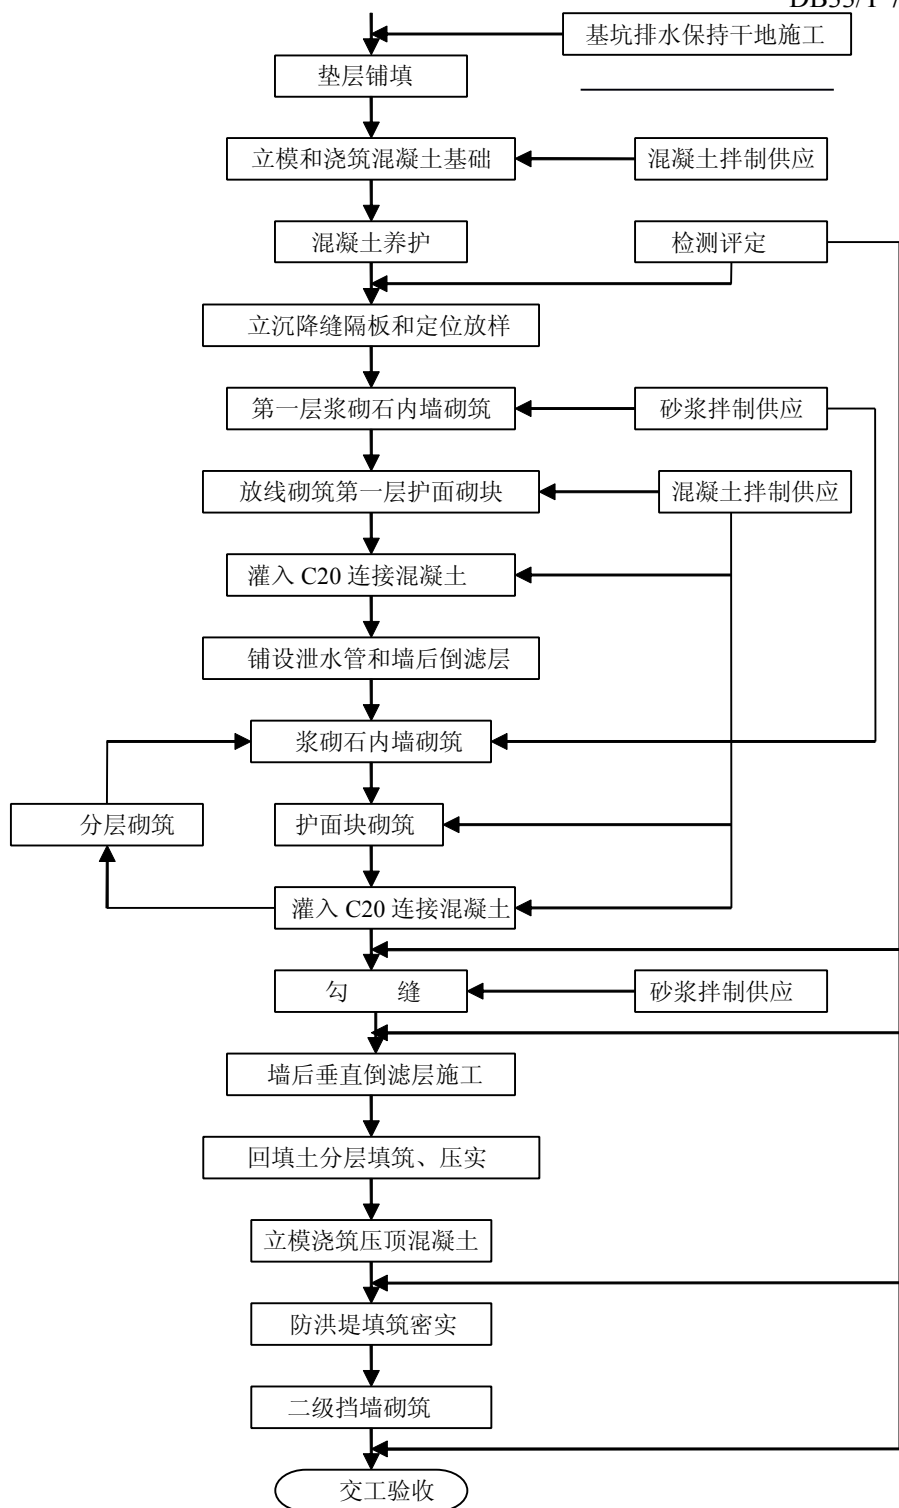 基坑排水保持干地施工
垫层铺填
立模和浇筑混凝土基础
混凝土拌制供应
混凝土养护
检测评定
立沉降缝隔板和定位放样
第一层浆砌石内墙砌筑
砂浆拌制供应
放线砌筑第一层护面砌块
混凝土拌制供应
灌入 C20 连接混凝土
铺设泄水管和墙后倒滤层
浆砌石内墙砌筑
分层砌筑
护面块砌筑
灌入 C20 连接混凝土
勾 缝
砂浆拌制供应
墙后垂直倒滤层施工
回填土分层填筑、压实
立模浇筑压顶混凝土
防洪堤填筑密实
二级挡墙砌筑
交工验收